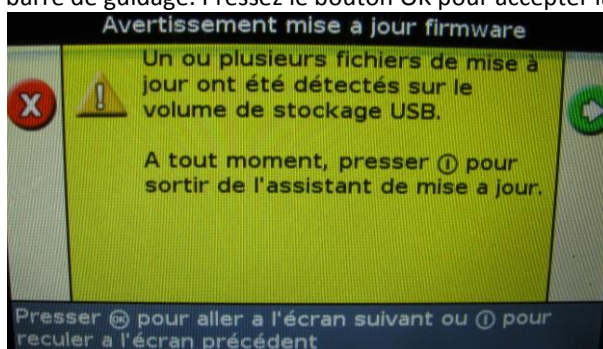 barre de guidage. Pressez le bouton OK pour accepter
Avertissement mise a jour firmware
Un ou plusieurs fichiers de mise à
jour ont été détectés sur le
volume de stockage USB.
A tout moment, presser ⏼ pour
sortir de l'assistant de mise a jour.
Presser OK pour aller a l'écran suivant ou ⏼ pour
reculer a l'écran précédent